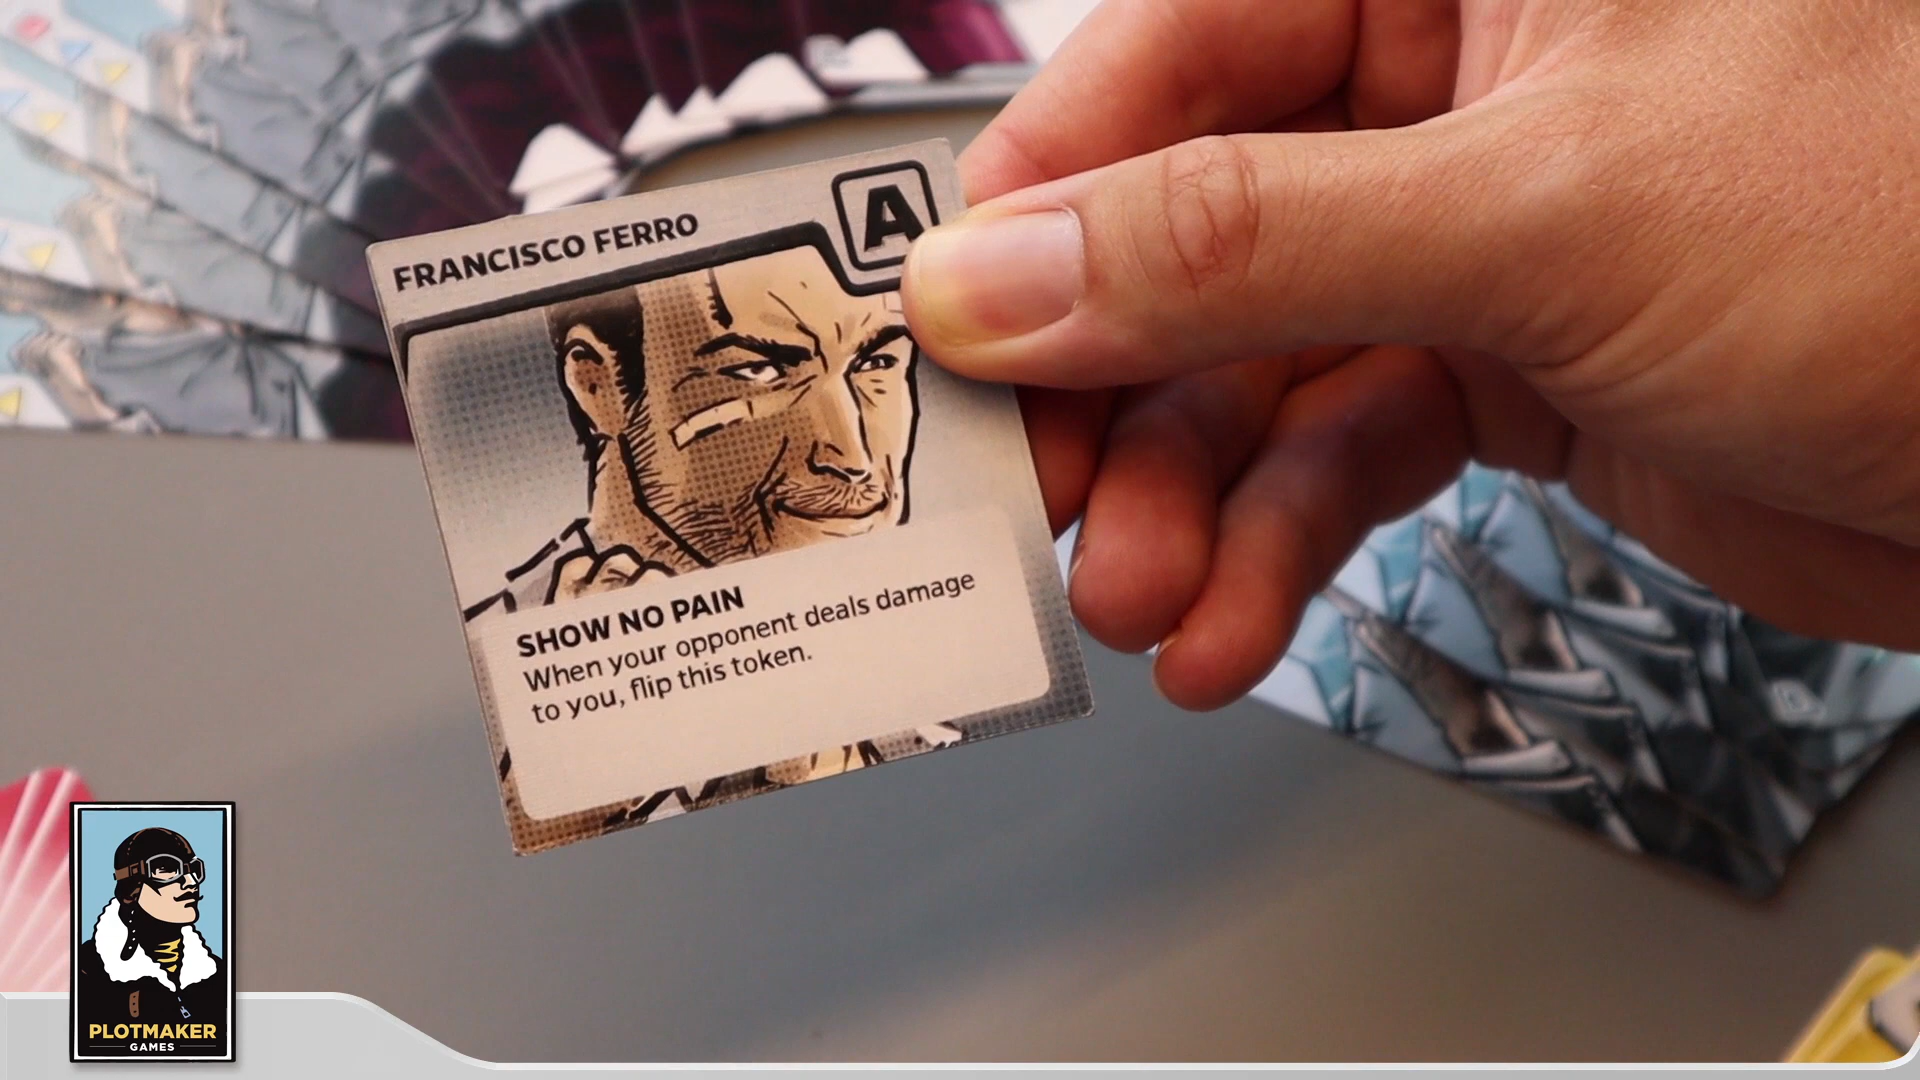 FRANCISCO FERRO
A
SHOW NO PAIN
When your opponent deals damage
to you, flip this token.
PLOTMAKER
GAMES